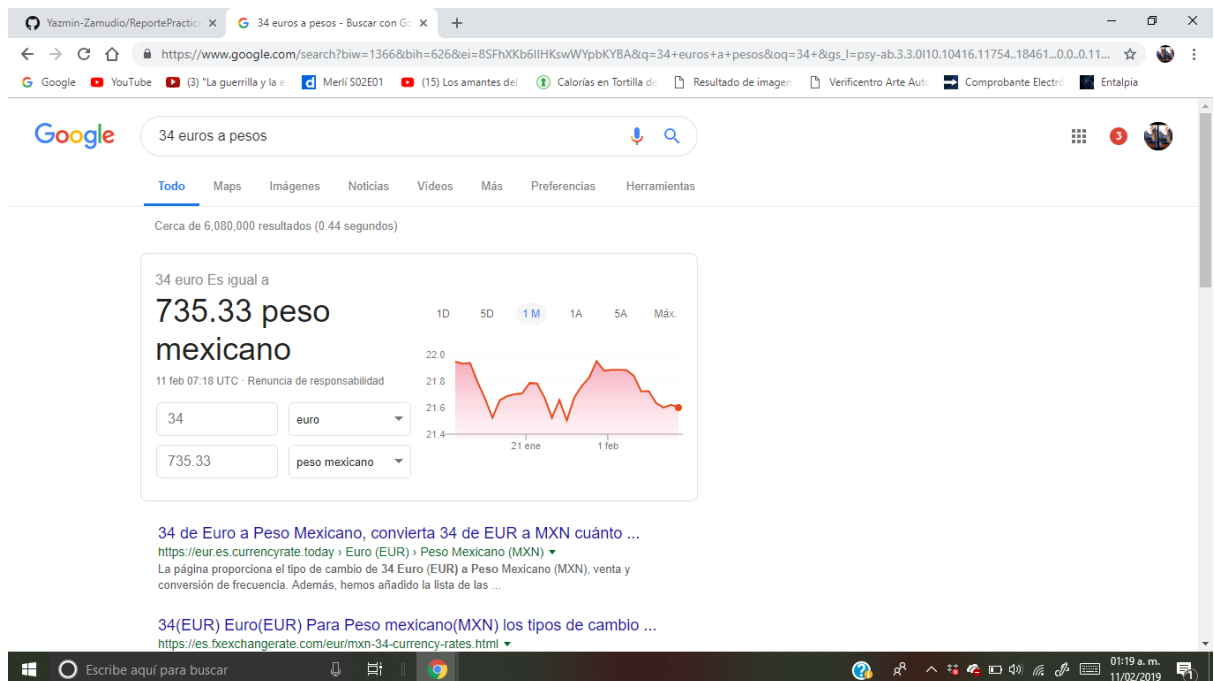 Yazmin-Zamudio/ReportePractica
34 euros a pesos - Buscar con Go
https://www.google.com/search?biw=1366&bih=626&ei=8SFhXKb6IIHKswWYpbKYBA&q=34+euros+a+pesos&oq=34+&gs_l=psy-ab.3.3.0l10.10416.11754..18461...0.0..0.11...
Google
YouTube
(3) "La guerrilla y la e
Merlí S02E01
(15) Los amantes del
Calorías en Tortilla de
Resultado de imagen
Verificentro Arte Auto
Comprobante Electró
Entalpia
Google
34 euros a pesos
3
Todo Maps Imágenes Noticias Vídeos Más Preferencias Herramientas
Cerca de 6,080,000 resultados (0.44 segundos)
34 euro Es igual a
735.33 peso
mexicano
11 feb 07:18 UTC · Renuncia de responsabilidad
34 euro
735.33 peso mexicano
1D 5D 1 M 1A 5A Máx.
22.0
21.8
21.6
21.4
21 ene 1 feb
34 de Euro a Peso Mexicano, convierta 34 de EUR a MXN cuánto ...
https://eur.es.currencyrate.today › Euro (EUR) › Peso Mexicano (MXN)
La página proporciona el tipo de cambio de 34 Euro (EUR) a Peso Mexicano (MXN), venta y
conversión de frecuencia. Además, hemos añadido la lista de las ...
34(EUR) Euro(EUR) Para Peso mexicano(MXN) los tipos de cambio ...
https://es.fxexchangerate.com/eur/mxn-34-currency-rates.html
Escribe aquí para buscar
01:19 a. m.
11/02/2019
1